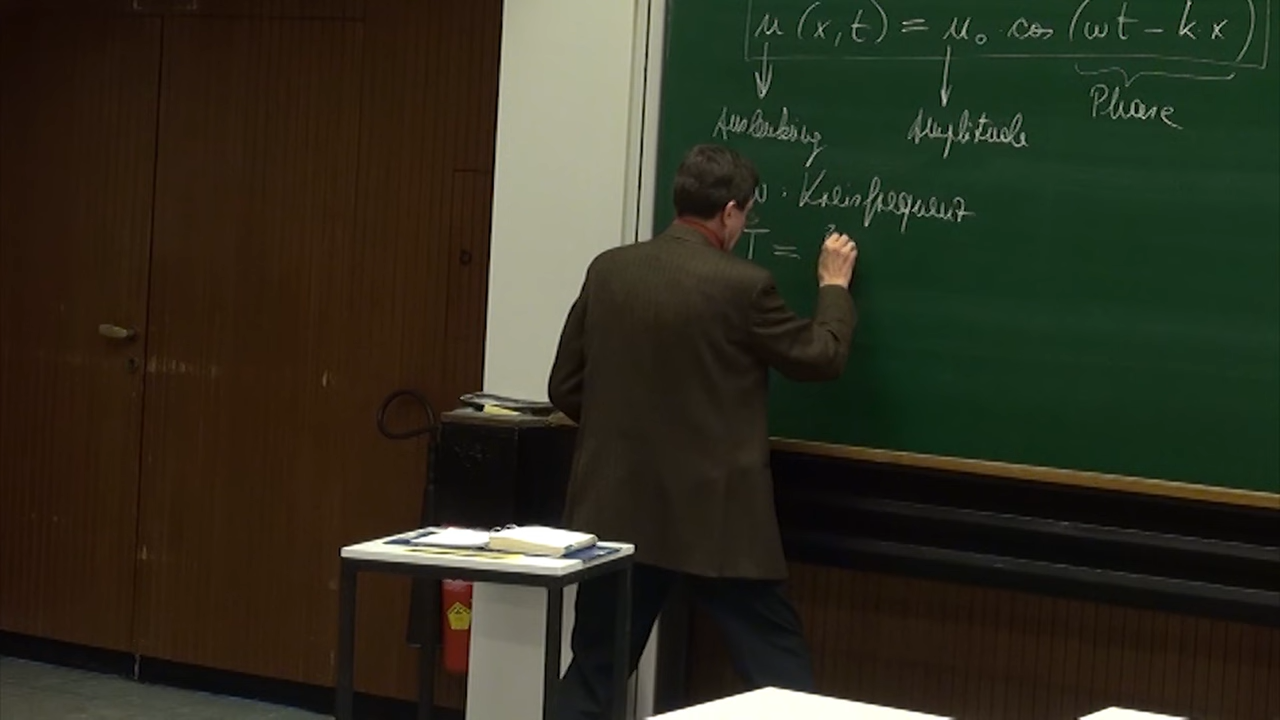 u (x,t) = u₀ · cos (ωt – k·x)
Phase
Auslenkung Amplitude
ω : Kreisfrequenz
T =